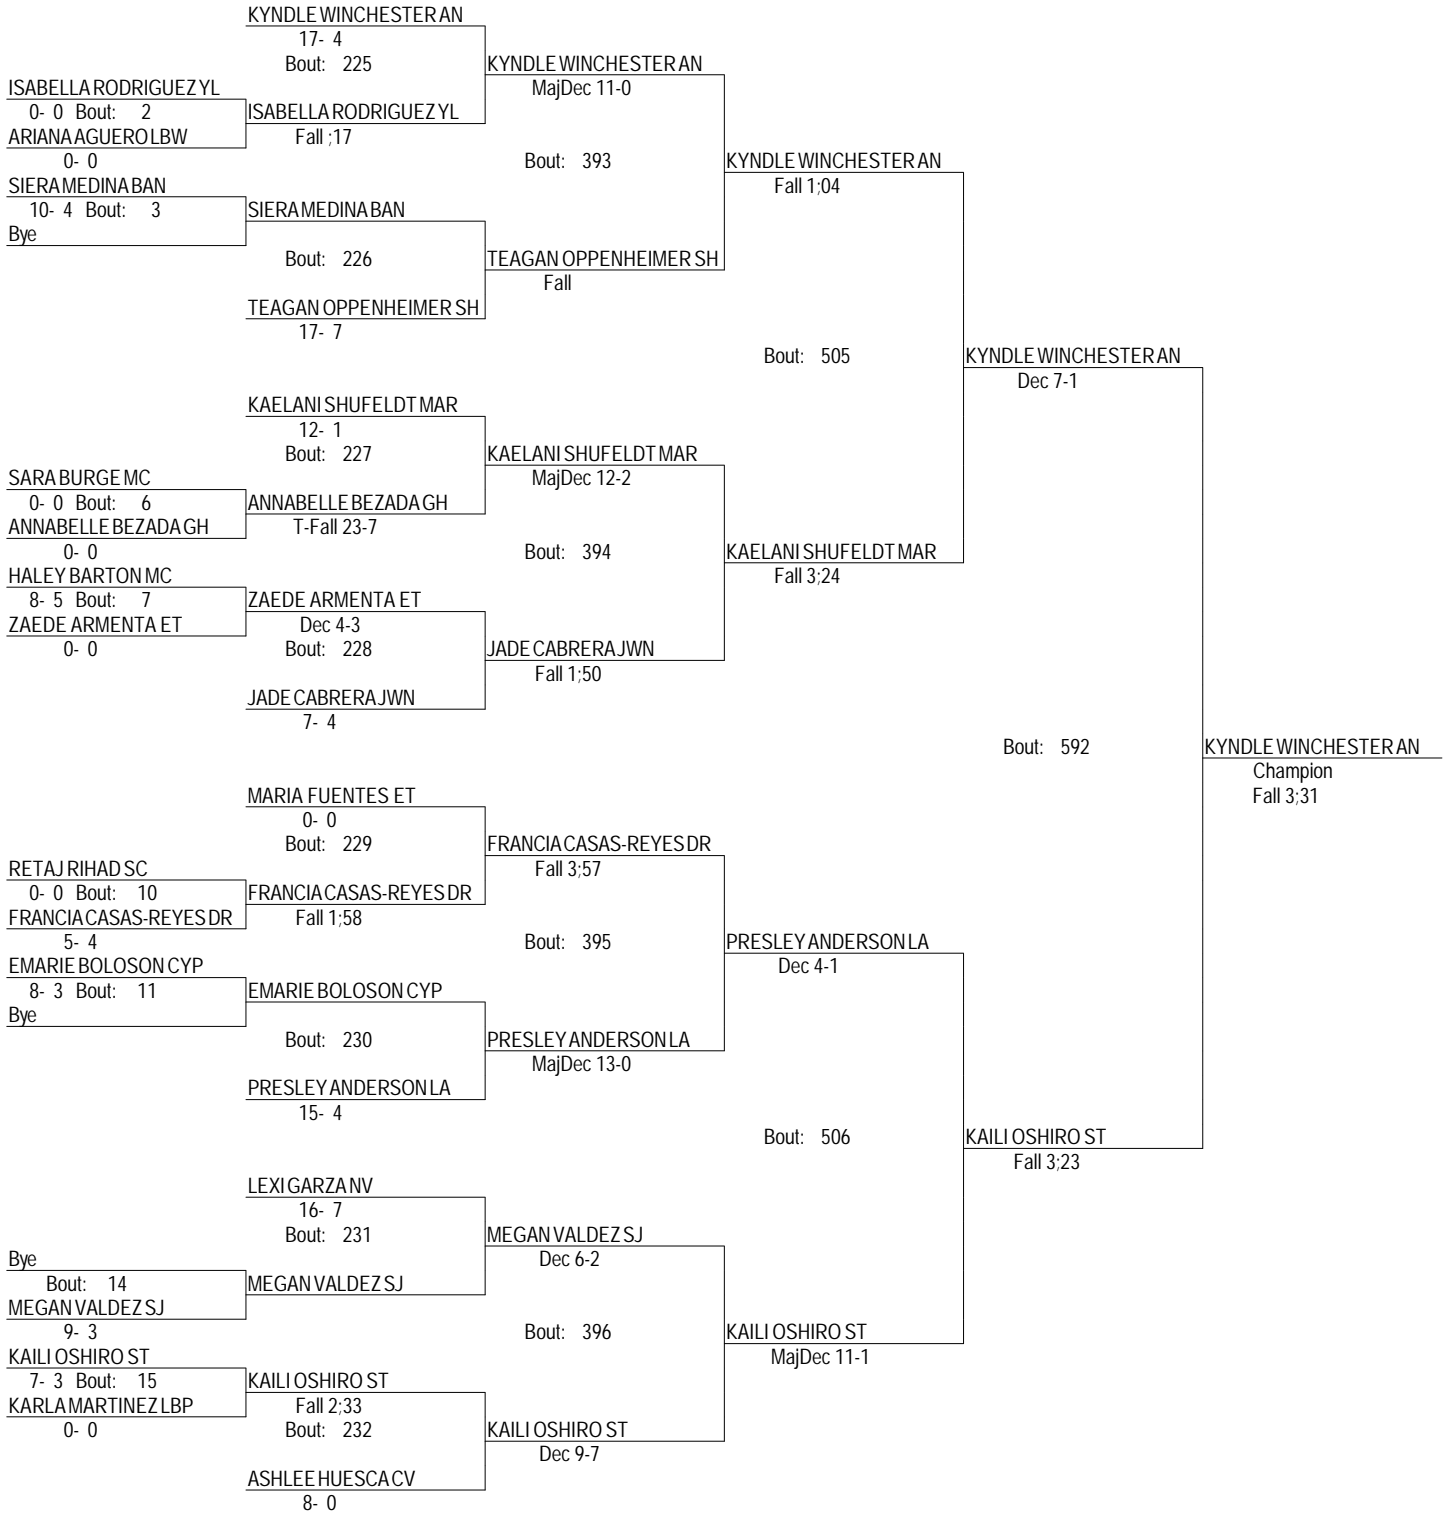 KYNDLE WINCHESTER AN
17- 4
Bout: 225
KYNDLE WINCHESTER AN
MajDec 11-0
ISABELLA RODRIGUEZ YL
0- 0 Bout: 2
ISABELLA RODRIGUEZ YL
Fall ;17
ARIANA AGUERO LBW
0- 0
Bout: 393
KYNDLE WINCHESTER AN
Fall 1;04
SIERA MEDINA BAN
10- 4 Bout: 3
SIERA MEDINA BAN
Bye
Bout: 226
TEAGAN OPPENHEIMER SH
Fall
TEAGAN OPPENHEIMER SH
17- 7
Bout: 505
KYNDLE WINCHESTER AN
Dec 7-1
KAELANI SHUFELDT MAR
12- 1
Bout: 227
KAELANI SHUFELDT MAR
MajDec 12-2
SARA BURGE MC
0- 0 Bout: 6
ANNABELLE BEZADA GH
T-Fall 23-7
ANNABELLE BEZADA GH
0- 0
Bout: 394
KAELANI SHUFELDT MAR
Fall 3;24
HALEY BARTON MC
8- 5 Bout: 7
ZAEDE ARMENTA ET
Dec 4-3
ZAEDE ARMENTA ET
0- 0
Bout: 228
JADE CABRERA JWN
Fall 1;50
JADE CABRERA JWN
7- 4
Bout: 592
KYNDLE WINCHESTER AN
Champion
Fall 3;31
MARIA FUENTES ET
0- 0
Bout: 229
FRANCIA CASAS-REYES DR
Fall 3;57
RETAJ RIHAD SC
0- 0 Bout: 10
FRANCIA CASAS-REYES DR
Fall 1;58
FRANCIA CASAS-REYES DR
5- 4
Bout: 395
PRESLEY ANDERSON LA
Dec 4-1
EMARIE BOLOSON CYP
8- 3 Bout: 11
EMARIE BOLOSON CYP
Bye
Bout: 230
PRESLEY ANDERSON LA
MajDec 13-0
PRESLEY ANDERSON LA
15- 4
Bout: 506
KAILI OSHIRO ST
Fall 3;23
LEXI GARZA NV
16- 7
Bout: 231
MEGAN VALDEZ SJ
Dec 6-2
Bye
Bout: 14
MEGAN VALDEZ SJ
MEGAN VALDEZ SJ
9- 3
Bout: 396
KAILI OSHIRO ST
MajDec 11-1
KAILI OSHIRO ST
7- 3 Bout: 15
KAILI OSHIRO ST
Fall 2;33
KARLA MARTINEZ LBP
0- 0
Bout: 232
KAILI OSHIRO ST
Dec 9-7
ASHLEE HUESCA CV
8- 0